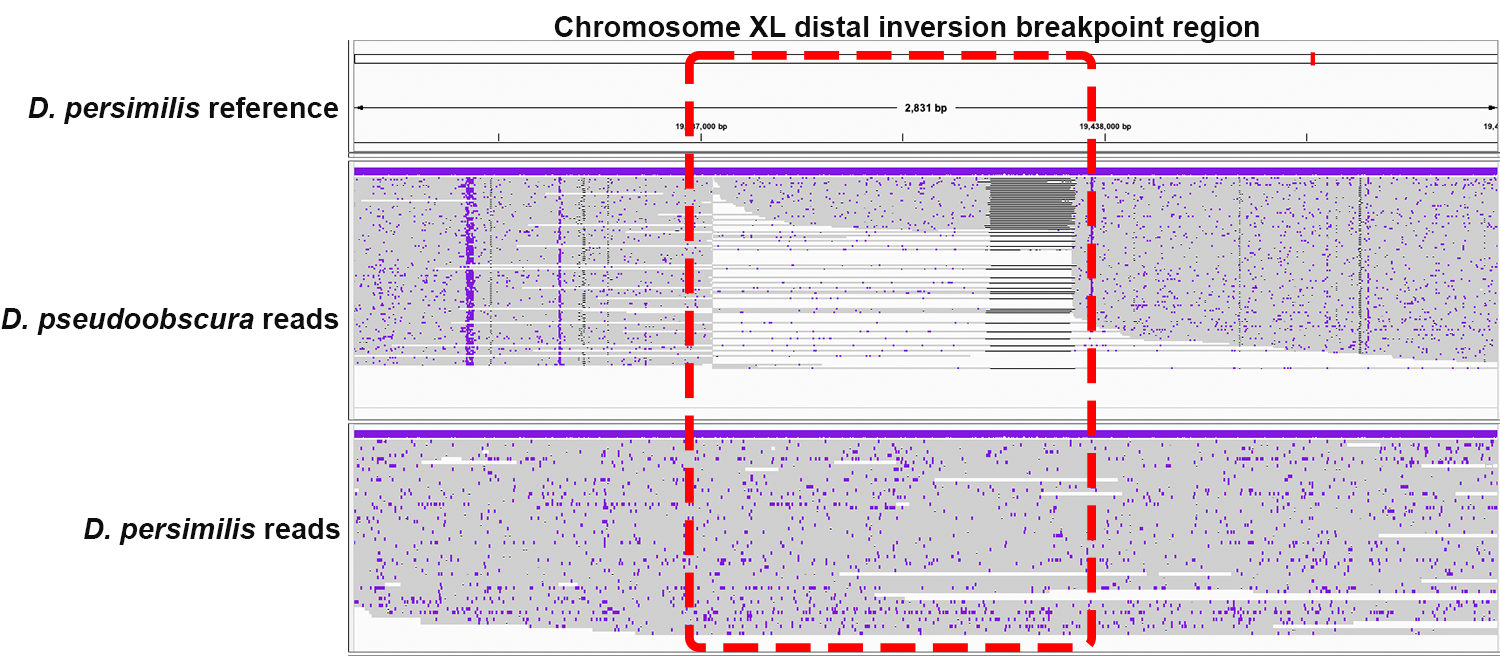 Chromosome XL distal inversion breakpoint region
D. persimilis reference
2,831 bp
19,438,000 bp
D. pseudoobscura reads
D. persimilis reads